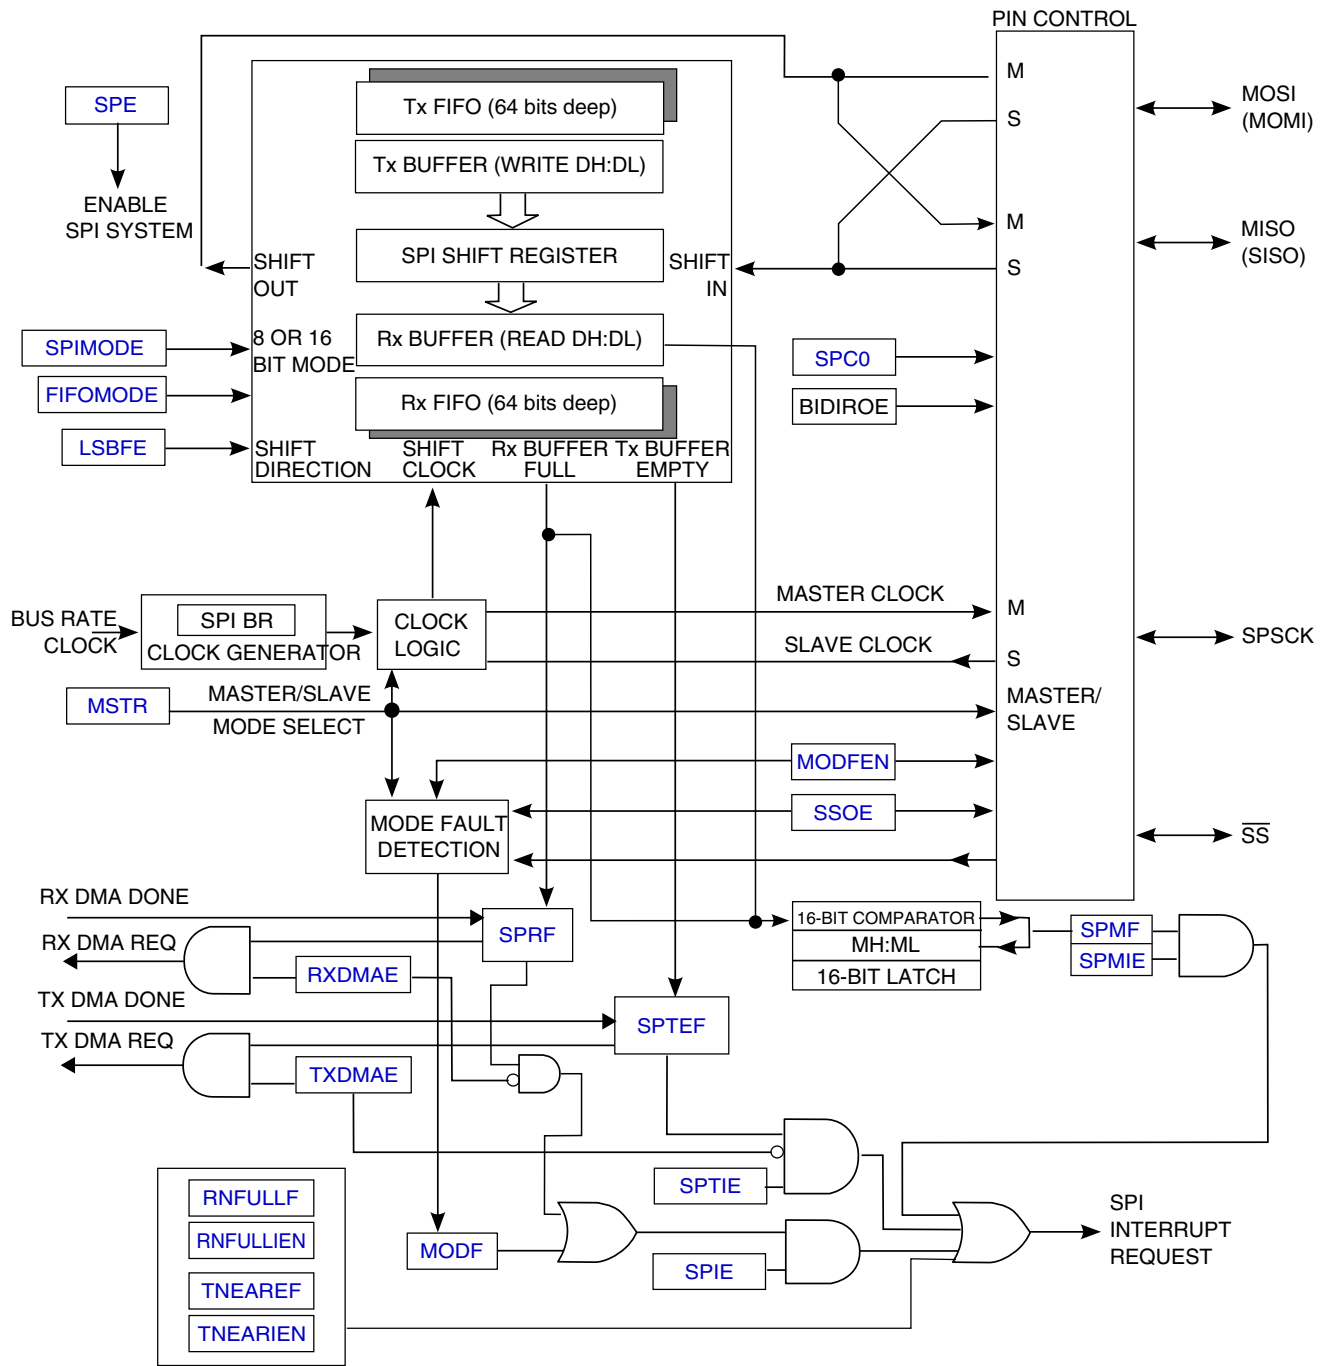 PIN CONTROL
M
S
M
S
MOSI
(MOMI)
MISO
(SISO)
SPE
ENABLE
SPI SYSTEM
Tx FIFO (64 bits deep)
Tx BUFFER (WRITE DH:DL)
SPI SHIFT REGISTER
SHIFT
OUT
SHIFT
IN
Rx BUFFER (READ DH:DL)
8 OR 16
BIT MODE
Rx FIFO (64 bits deep)
SPIMODE
FIFOMODE
LSBFE
SHIFT
DIRECTION
SHIFT
CLOCK
Rx BUFFER
FULL
Tx BUFFER
EMPTY
SPC0
BIDIROE
BUS RATE
CLOCK
SPI BR
CLOCK GENERATOR
CLOCK
LOGIC
MASTER CLOCK
M
SLAVE CLOCK
S
SPSCK
MSTR
MASTER/SLAVE
MODE SELECT
MASTER/
SLAVE
MODFEN
SSOE
MODE FAULT
DETECTION
SS
RX DMA DONE
RX DMA REQ
SPRF
RXDMAE
16-BIT COMPARATOR
MH:ML
16-BIT LATCH
SPMF
SPMIE
TX DMA DONE
TX DMA REQ
SPTEF
TXDMAE
SPTIE
RNFULLF
RNFULLIEN
TNEAREF
TNEARIEN
MODF
SPIE
SPI
INTERRUPT
REQUEST